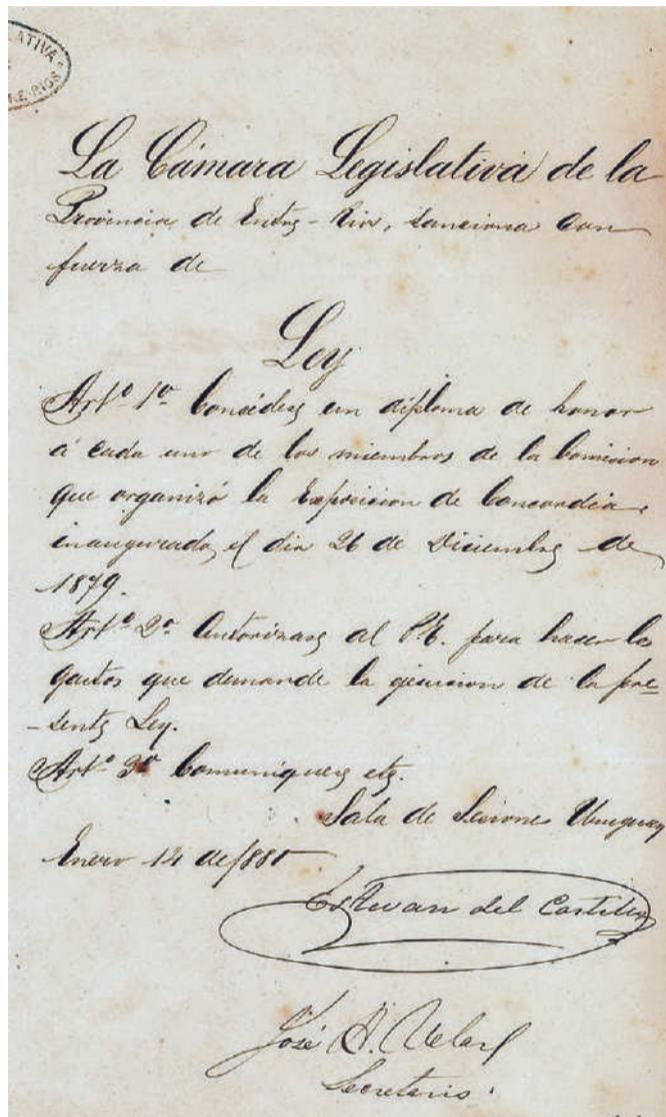 LATIVA
RE-RIOS
La Cámara Legislativa de la
Provincia de Entre-Rios, sanciona con
fuerza de
Ley
Artº 1º Concédese un diploma de honor
á cada uno de los miembros de la Comision
que organizó la Exposicion de Concordia,
inaugurada el dia 26 de Diciembre de
1879.
Artº 2º Autorizase al P.E. para hacer los
gastos que demande la ejecucion de la pre
-sente Ley.
Artº 3º Comuniquese etc.
Sala de Sesiones Uruguay
Enero 14 de 1880
Estevan del Castillo
José H.
Secretario.